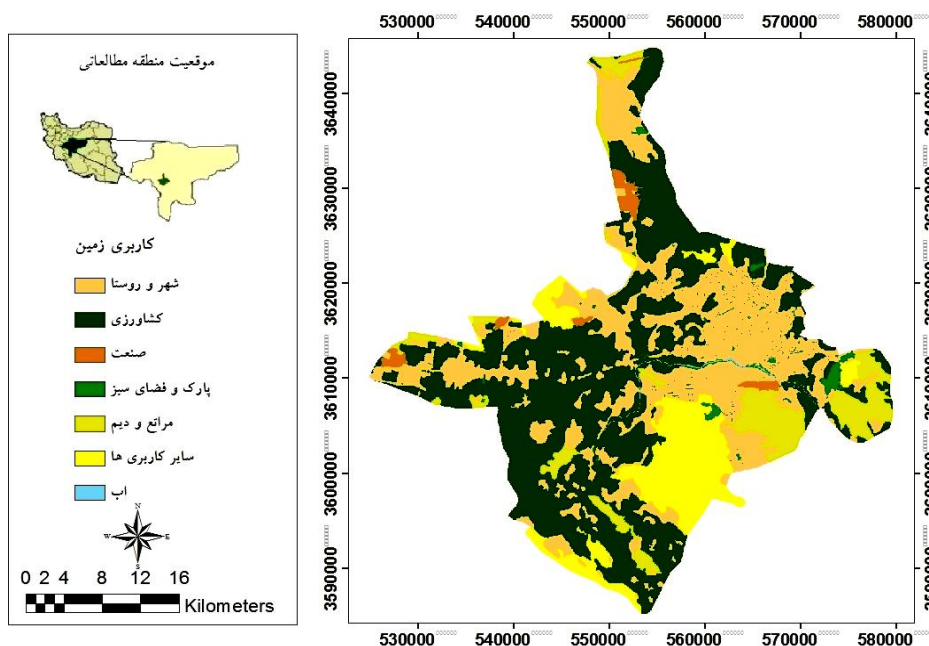 موقعیت منطقه مطالعاتی
کاربری زمین
شهر و روستا
کشاورزی
صنعت
پارک و فضای سبز
مراتع و دیم
سایر کاربری ها
اب
N
W E
S
0 2 4 8 12 16
Kilometers
530000 540000 550000 560000 570000 580000
3640000
3630000
3620000
3610000
3600000
3590000
530000 540000 550000 560000 570000 580000